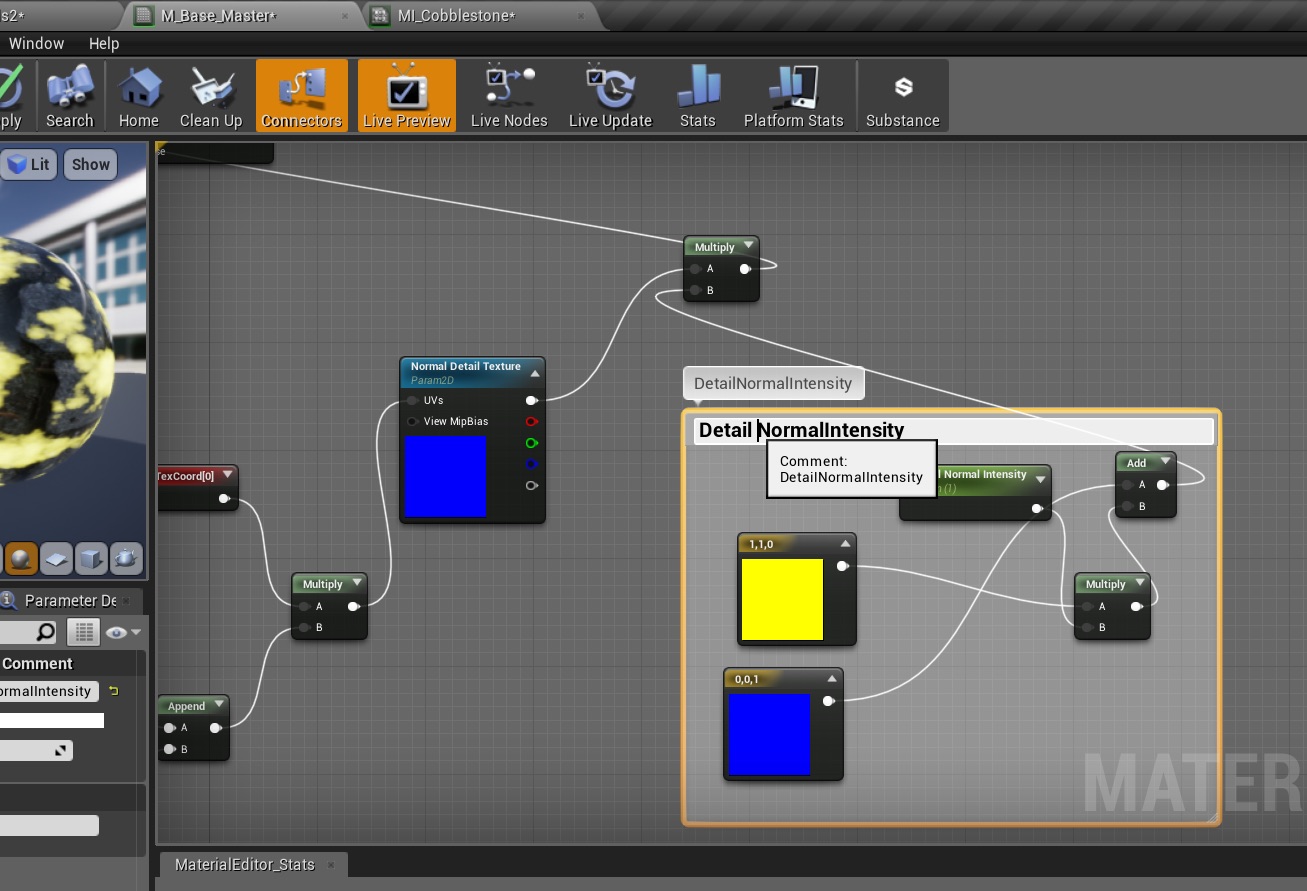 s2*
M_Base_Master*
MI_Cobblestone*
Window
Help
ply
Search
Home
Clean Up
Connectors
Live Preview
Live Nodes
Live Update
Stats
Platform Stats
Substance
Lit
Show
se
Multiply
A
B
Normal Detail Texture
Param2D
UVs
View MipBias
DetailNormalIntensity
Detail NormalIntensity
Comment:
DetailNormalIntensity
l Normal Intensity
n (1)
Add
A
B
TexCoord[0]
1,1,0
Multiply
A
B
Multiply
A
B
0,0,1
Parameter De
Comment
ormalIntensity
Append
A
B
MATER
MaterialEditor_Stats